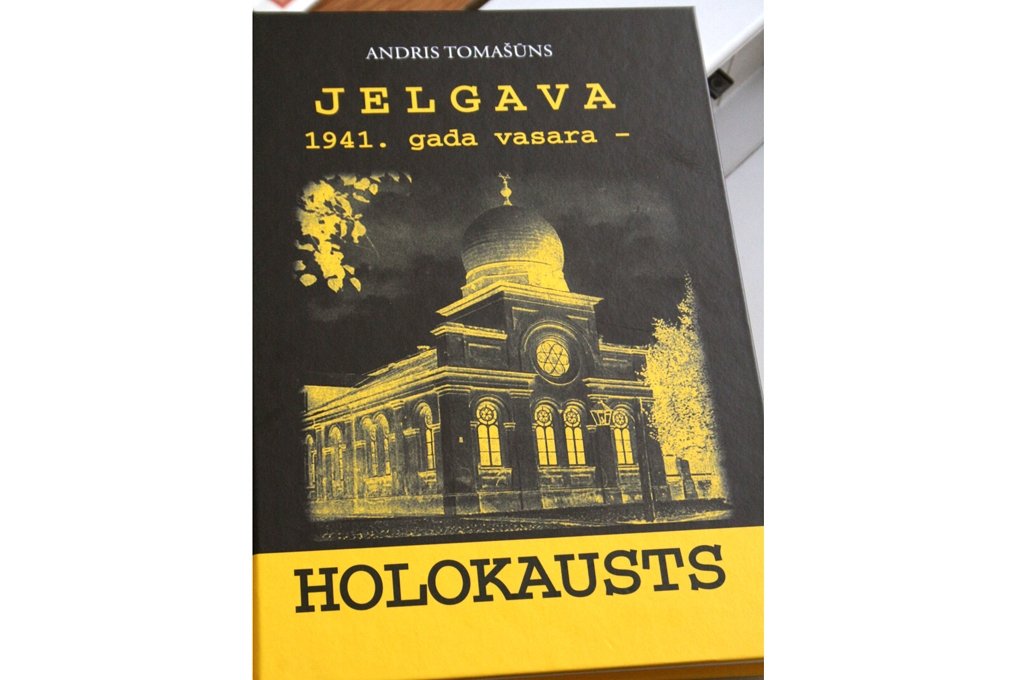 ANDRIS TOMAŠŪNS
JELGAVA
1941. gada vasara –
HOLOKAUSTS